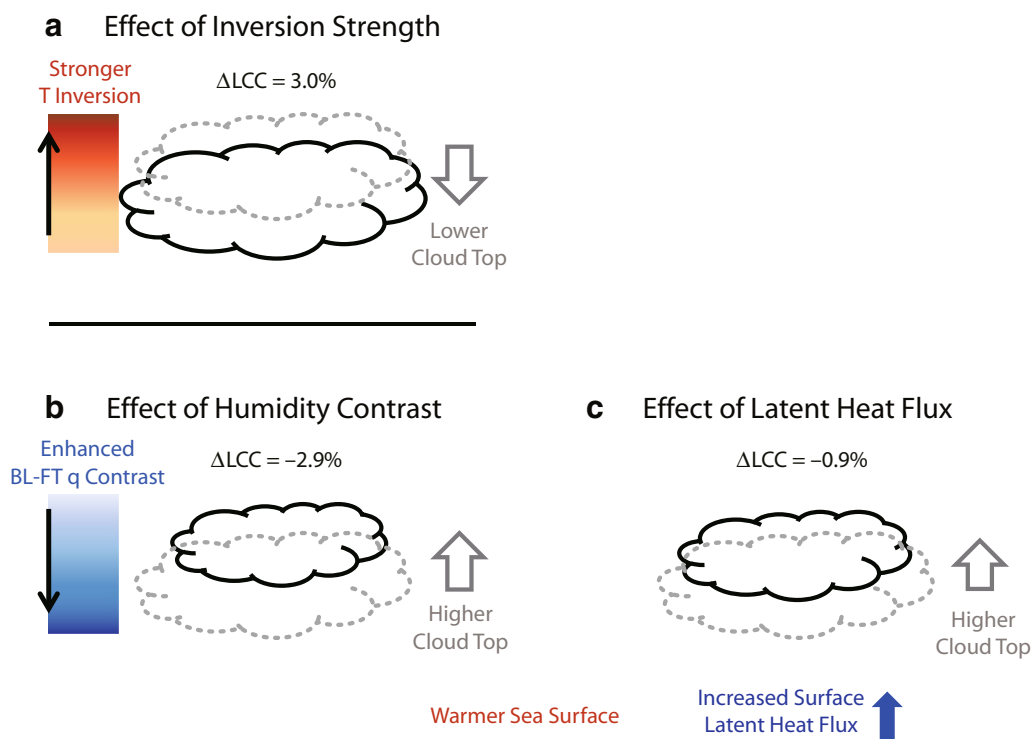 a Effect of Inversion Strength
Stronger
T Inversion
ΔLCC = 3.0%
Lower
Cloud Top
b Effect of Humidity Contrast
Enhanced
BL-FT q Contrast
ΔLCC = –2.9%
Higher
Cloud Top
c Effect of Latent Heat Flux
ΔLCC = –0.9%
Higher
Cloud Top
Warmer Sea Surface
Increased Surface
Latent Heat Flux